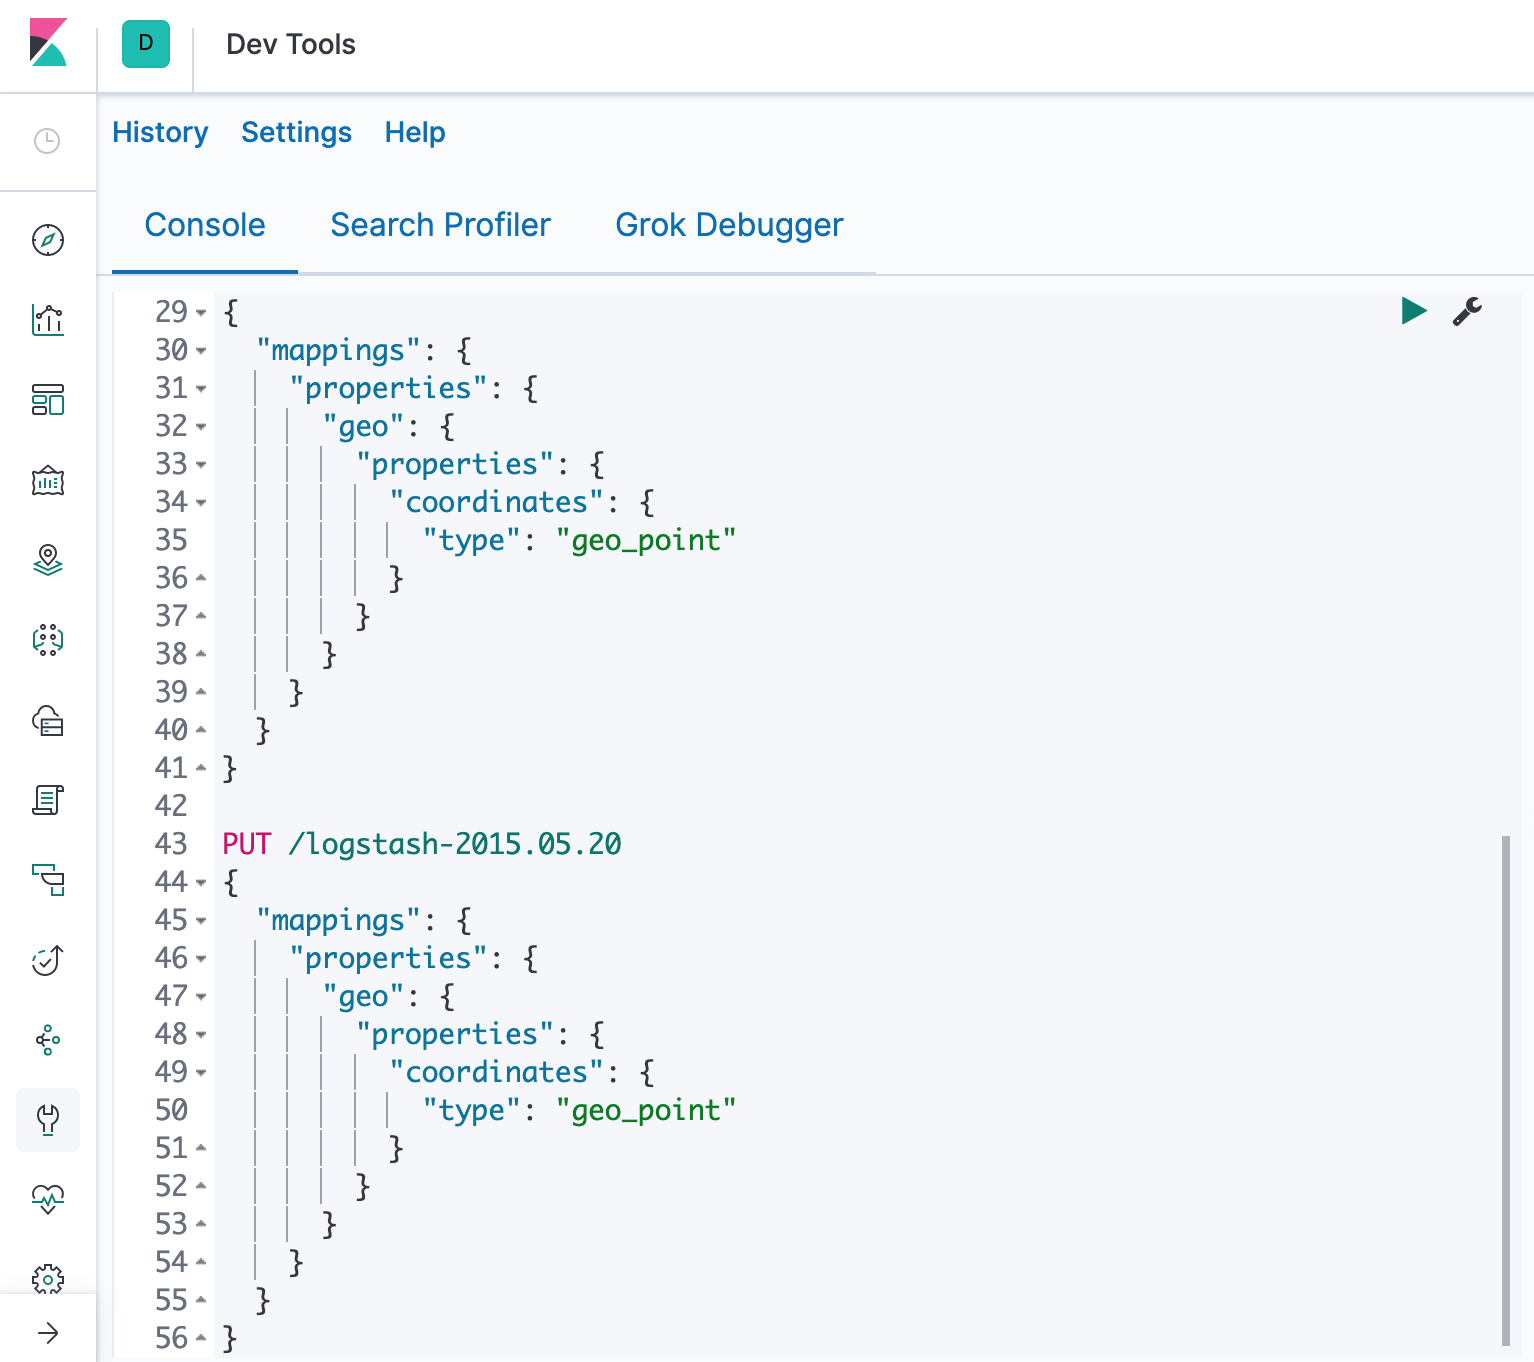 D
Dev Tools
History Settings Help
Console Search Profiler Grok Debugger
29 {
30 "mappings": {
31 "properties": {
32 "geo": {
33 "properties": {
34 "coordinates": {
35 "type": "geo_point"
36 }
37 }
38 }
39 }
40 }
41 }
42
43 PUT /logstash-2015.05.20
44 {
45 "mappings": {
46 "properties": {
47 "geo": {
48 "properties": {
49 "coordinates": {
50 "type": "geo_point"
51 }
52 }
53 }
54 }
55 }
56 }